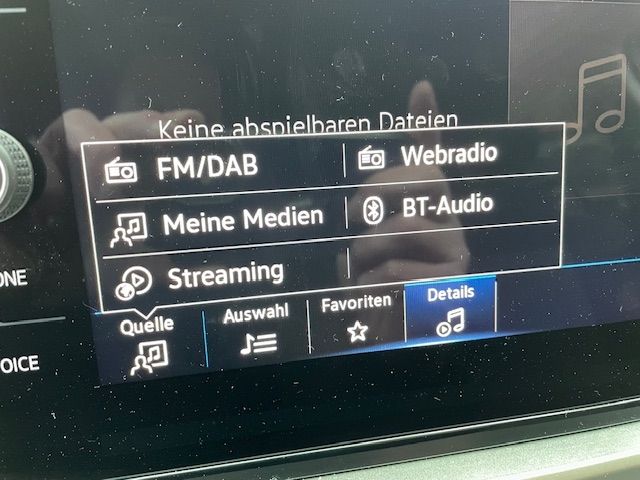 Keine abspielbaren Dateien
FM/DAB
Webradio
Meine Medien
BT-Audio
Streaming
Quelle
Auswahl
Favoriten
Details
ONE
OICE